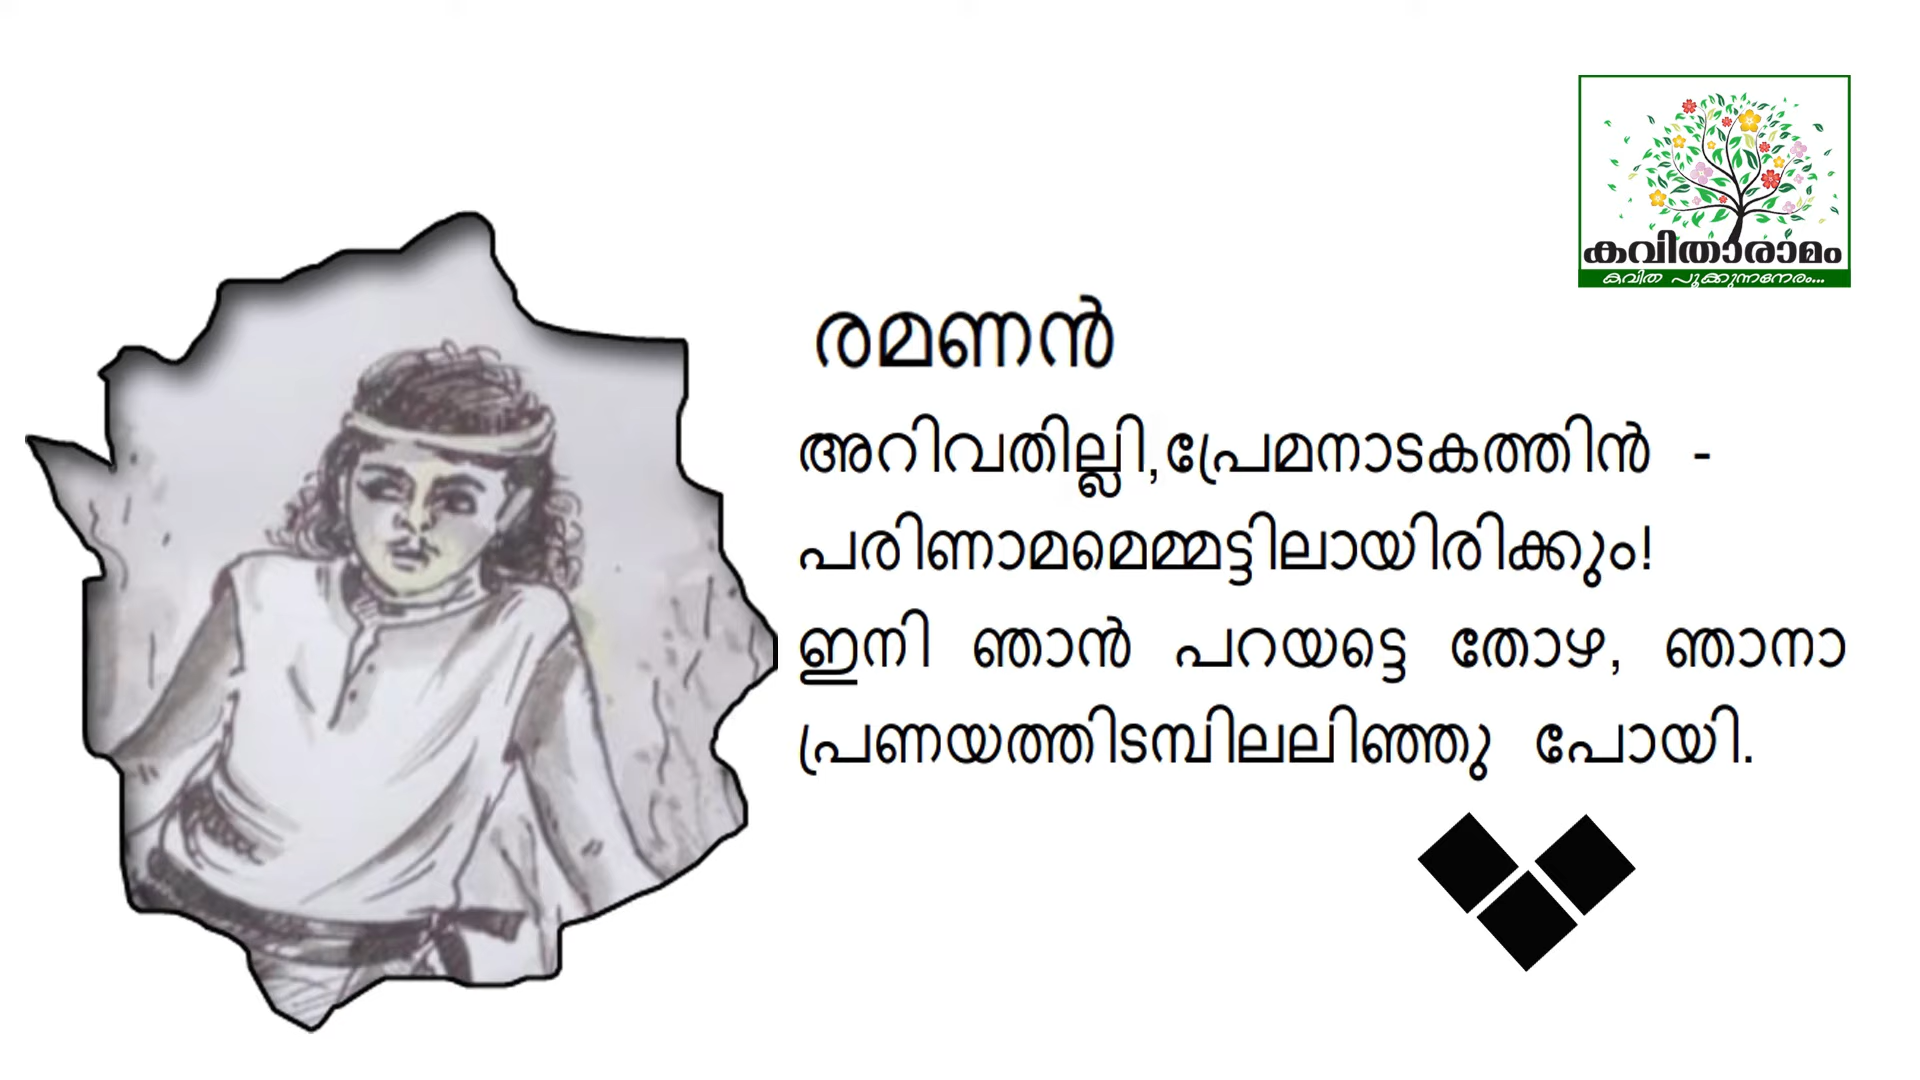 കവിതാരാമം
കവിത പൂക്കുന്നനേരം...
രമണൻ
അറിവതില്ലി,പ്രേമനാടകത്തിൻ -
പരിണാമമെമ്മട്ടിലായിരിക്കും!
ഇനി ഞാൻ പറയട്ടെ തോഴ, ഞാനാ
പ്രണയത്തിടമ്പിലലിഞ്ഞു പോയി.